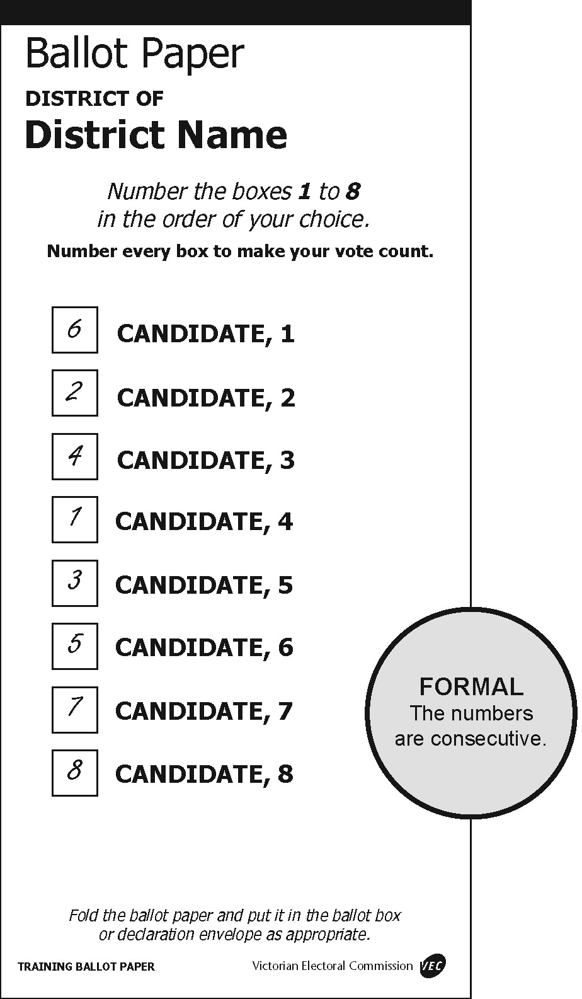 Ballot Paper
DISTRICT OF
District Name
Number the boxes 1 to 8
in the order of your choice.
Number every box to make your vote count.
6 CANDIDATE, 1
2 CANDIDATE, 2
4 CANDIDATE, 3
1 CANDIDATE, 4
3 CANDIDATE, 5
5 CANDIDATE, 6
7 CANDIDATE, 7
8 CANDIDATE, 8
FORMAL
The numbers
are consecutive.
Fold the ballot paper and put it in the ballot box
or declaration envelope as appropriate.
TRAINING BALLOT PAPER Victorian Electoral Commission VEC